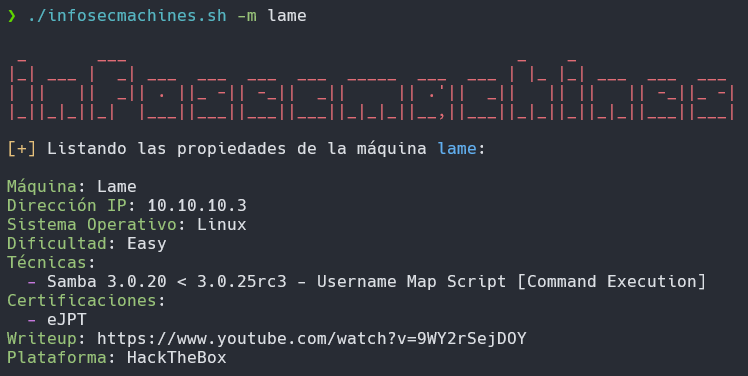 ❯ ./infosecmachines.sh -m lame
infosecmachines
[+] Listando las propiedades de la máquina lame:
Máquina: Lame
Dirección IP: 10.10.10.3
Sistema Operativo: Linux
Dificultad: Easy
Técnicas:
- Samba 3.0.20 < 3.0.25rc3 - Username Map Script [Command Execution]
Certificaciones:
- eJPT
Writeup: https://www.youtube.com/watch?v=9WY2rSejDOY
Plataforma: HackTheBox